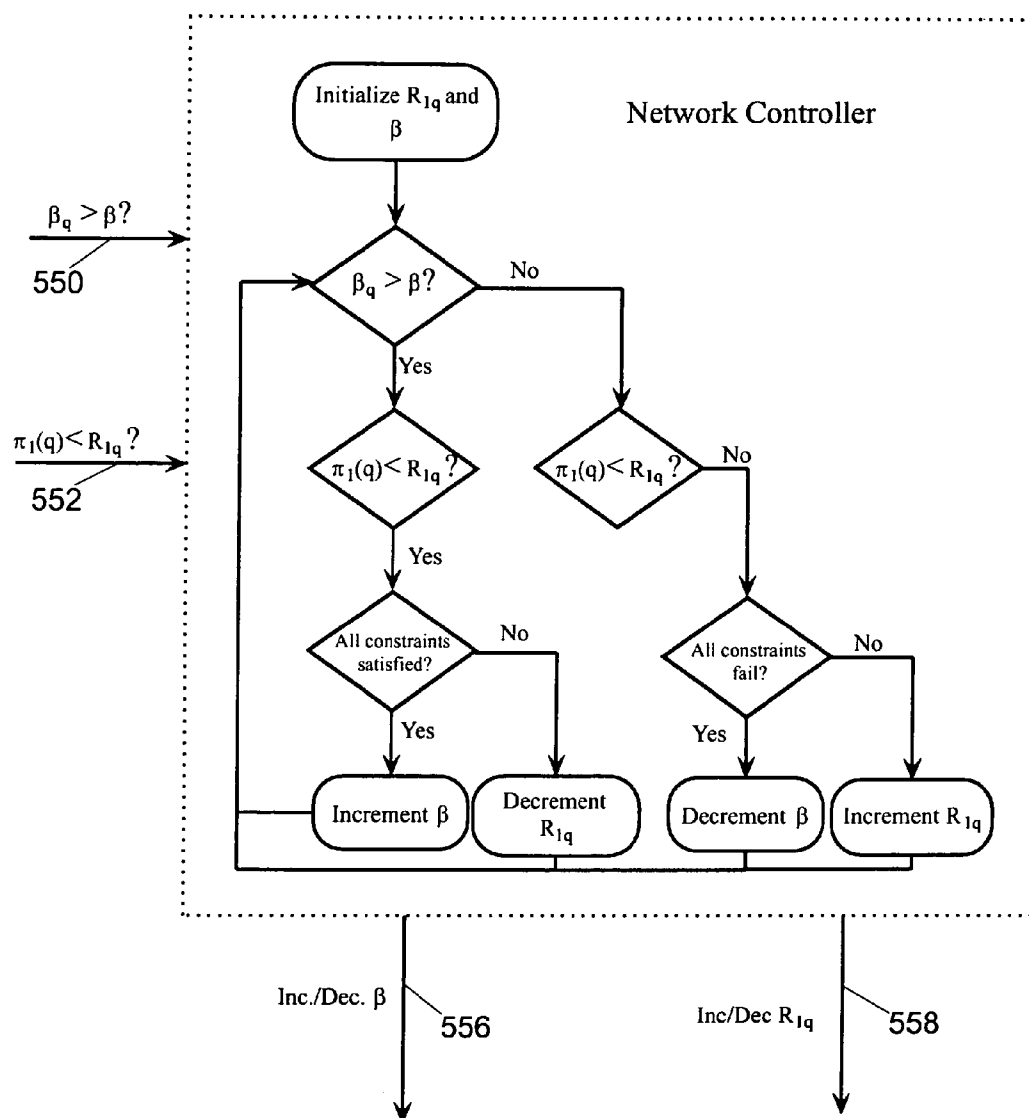 Initialize R1q and
β
Network Controller
βq > β?
550
βq > β?
No
Yes
π1(q)< R1q ?
552
π1(q)< R1q ?
π1(q)< R1q ?
No
Yes
All constraints
satisfied?
No
All constraints
fail?
No
Yes
Yes
Increment β
Decrement
R1q
Decrement β
Increment R1q
Inc./Dec. β
556
Inc/Dec R1q
558